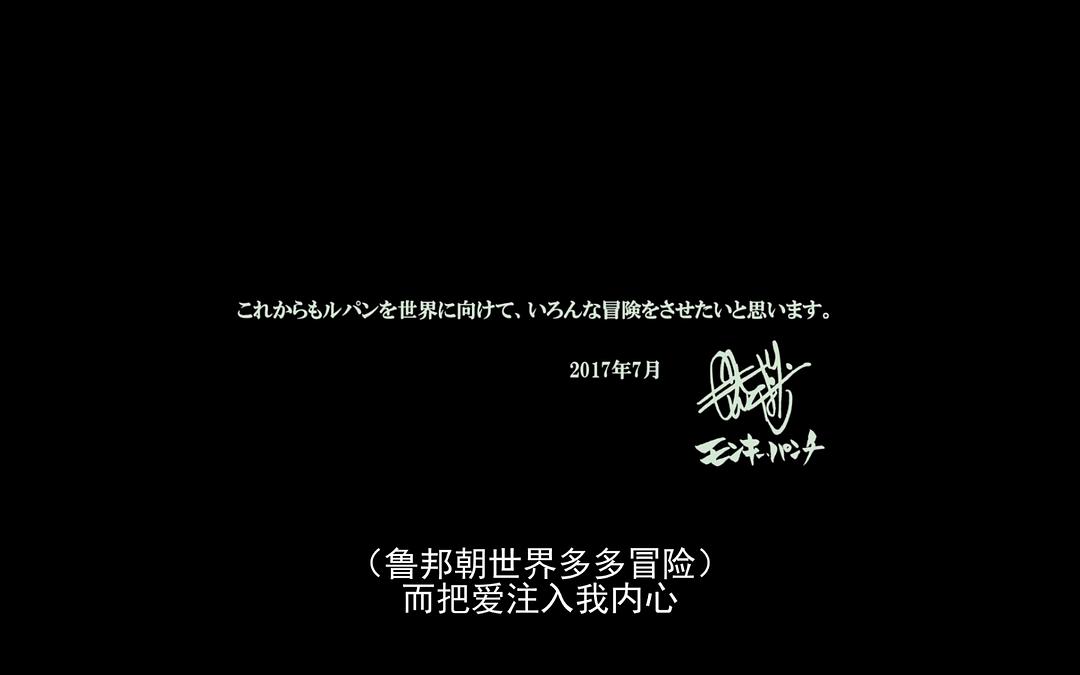 これからもルパンを世界に向けて、いろんな冒険をさせたいと思います。
2017年7月
モンキー・パンチ
（鲁邦朝世界多多冒险）
而把爱注入我内心